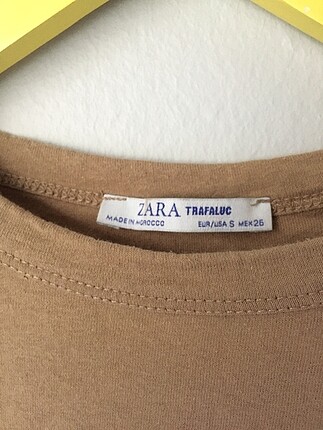 ZARA TRAFALUC
MADE IN MOROCCO EUR/USA S MEX 26